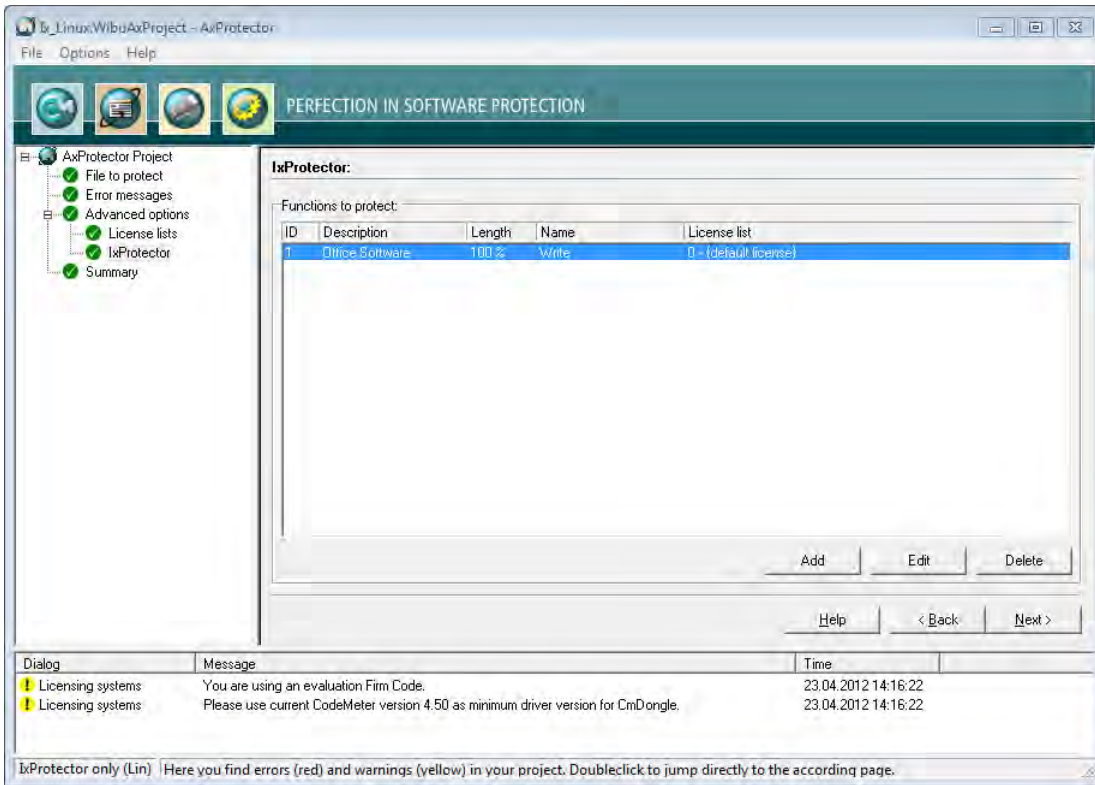 Ix_Linux.WibuAxProject - AxProtector
File Options Help
PERFECTION IN SOFTWARE PROTECTION
AxProtector Project
File to protect
Error messages
Advanced options
License lists
IxProtector
Summary
IxProtector:
Functions to protect:
ID Description Length Name License list
1 Office Software 100 % Write 0 - (default license)
Add Edit Delete
Help < Back Next >
Dialog Message Time
Licensing systems You are using an evaluation Firm Code. 23.04.2012 14:16:22
Licensing systems Please use current CodeMeter version 4.50 as minimum driver version for CmDongle. 23.04.2012 14:16:22
IxProtector only (Lin) Here you find errors (red) and warnings (yellow) in your project. Doubleclick to jump directly to the according page.